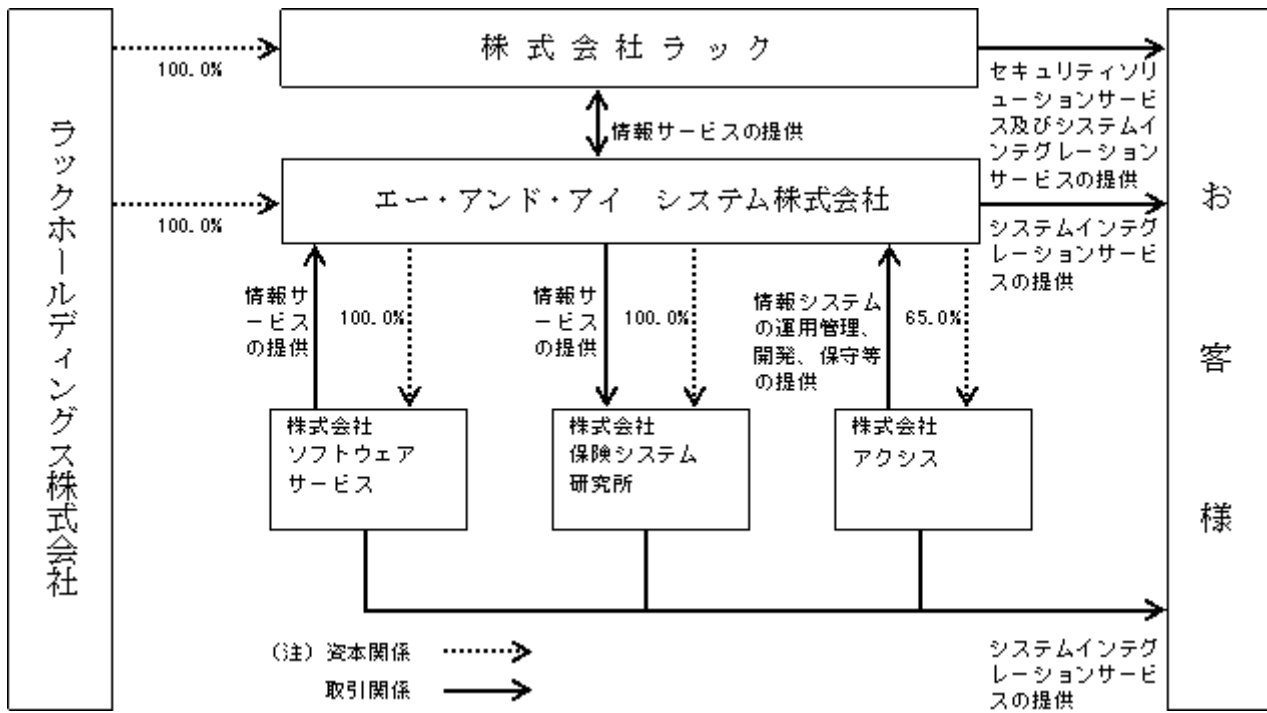 ラックホールディングス株式会社
株式会社ラック
100.0%
セキュリティソリ
ューションサービ
ス及びシステムイ
ンテグレーション
サービスの提供
情報サービスの提供
エー・アンド・アイ　システム株式会社
100.0%
システムインテグ
レーションサービ
スの提供
お客様
情報サ
ービス
の提供
100.0%
情報サ
ービス
の提供
100.0%
情報システム
の運用管理、
開発、保守等
の提供
65.0%
株式会社
ソフトウェア
サービス
株式会社
保険システム
研究所
株式会社
アクシス
システムインテグ
レーションサービ
スの提供
（注）資本関係
取引関係